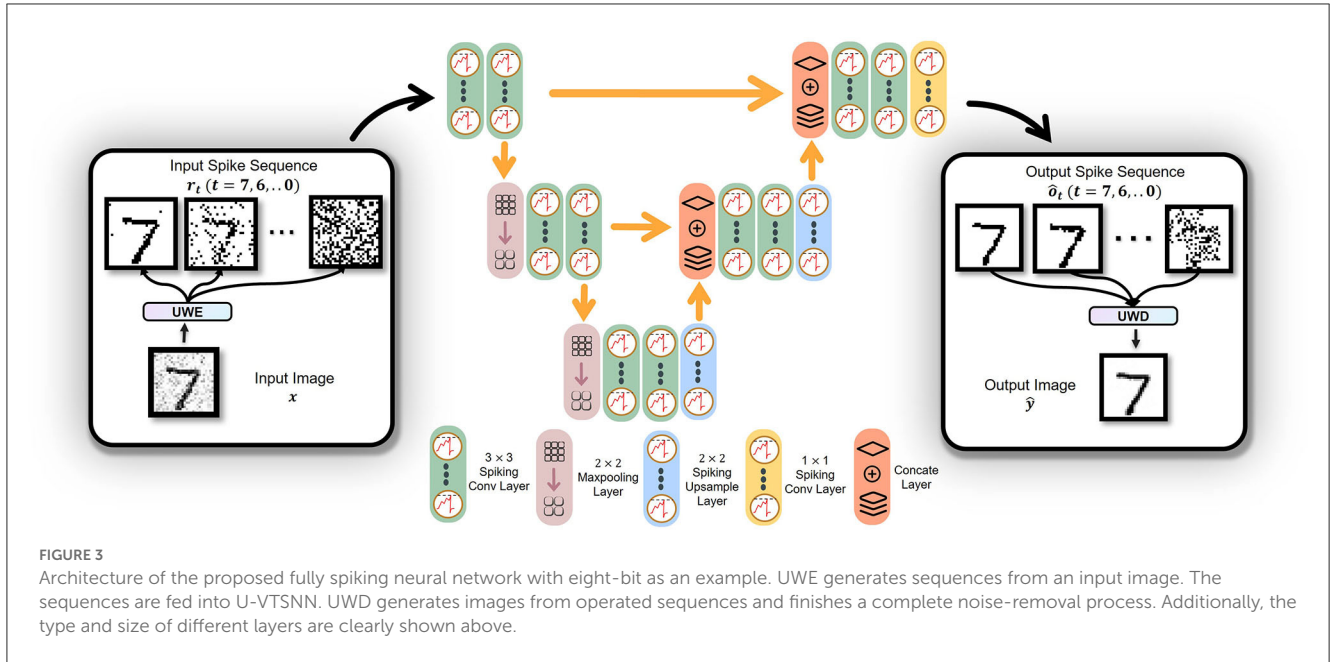 Input Spike Sequence
r_t (t = 7, 6, . . 0)
...
UWE
Input Image
x
Output Spike Sequence
ô_t (t = 7, 6, . . 0)
...
UWD
Output Image
ŷ
3 × 3
Spiking
Conv Layer
2 × 2
Maxpooling
Layer
2 × 2
Spiking
Upsample
Layer
1 × 1
Spiking
Conv Layer
Concate
Layer
FIGURE 3
Architecture of the proposed fully spiking neural network with eight-bit as an example. UWE generates sequences from an input image. The
sequences are fed into U-VTSNN. UWD generates images from operated sequences and finishes a complete noise-removal process. Additionally, the
type and size of different layers are clearly shown above.